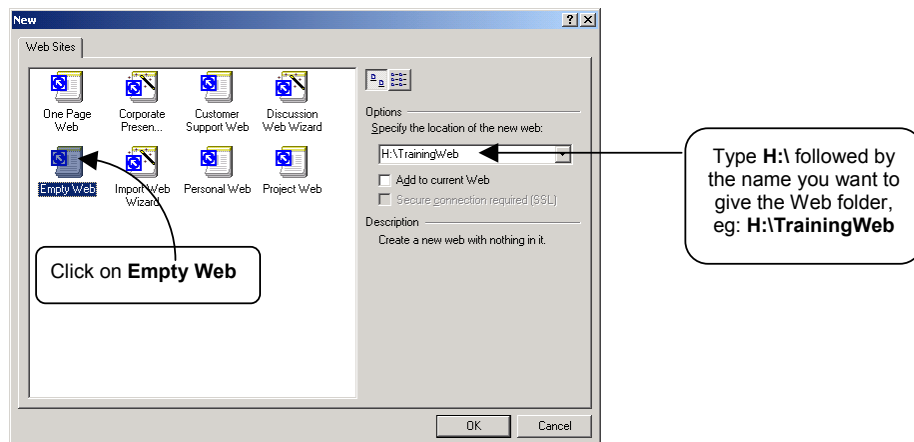 New
Web Sites
One Page
Web
Corporate
Presen...
Customer
Support Web
Discussion
Web Wizard
Empty Web
Import Web
Wizard
Personal Web
Project Web
Options
Specify the location of the new web:
H:\TrainingWeb
Add to current Web
Secure connection required (SSL)
Description
Create a new web with nothing in it.
OK
Cancel
Click on Empty Web
Type H:\ followed by
the name you want to
give the Web folder,
eg: H:\TrainingWeb